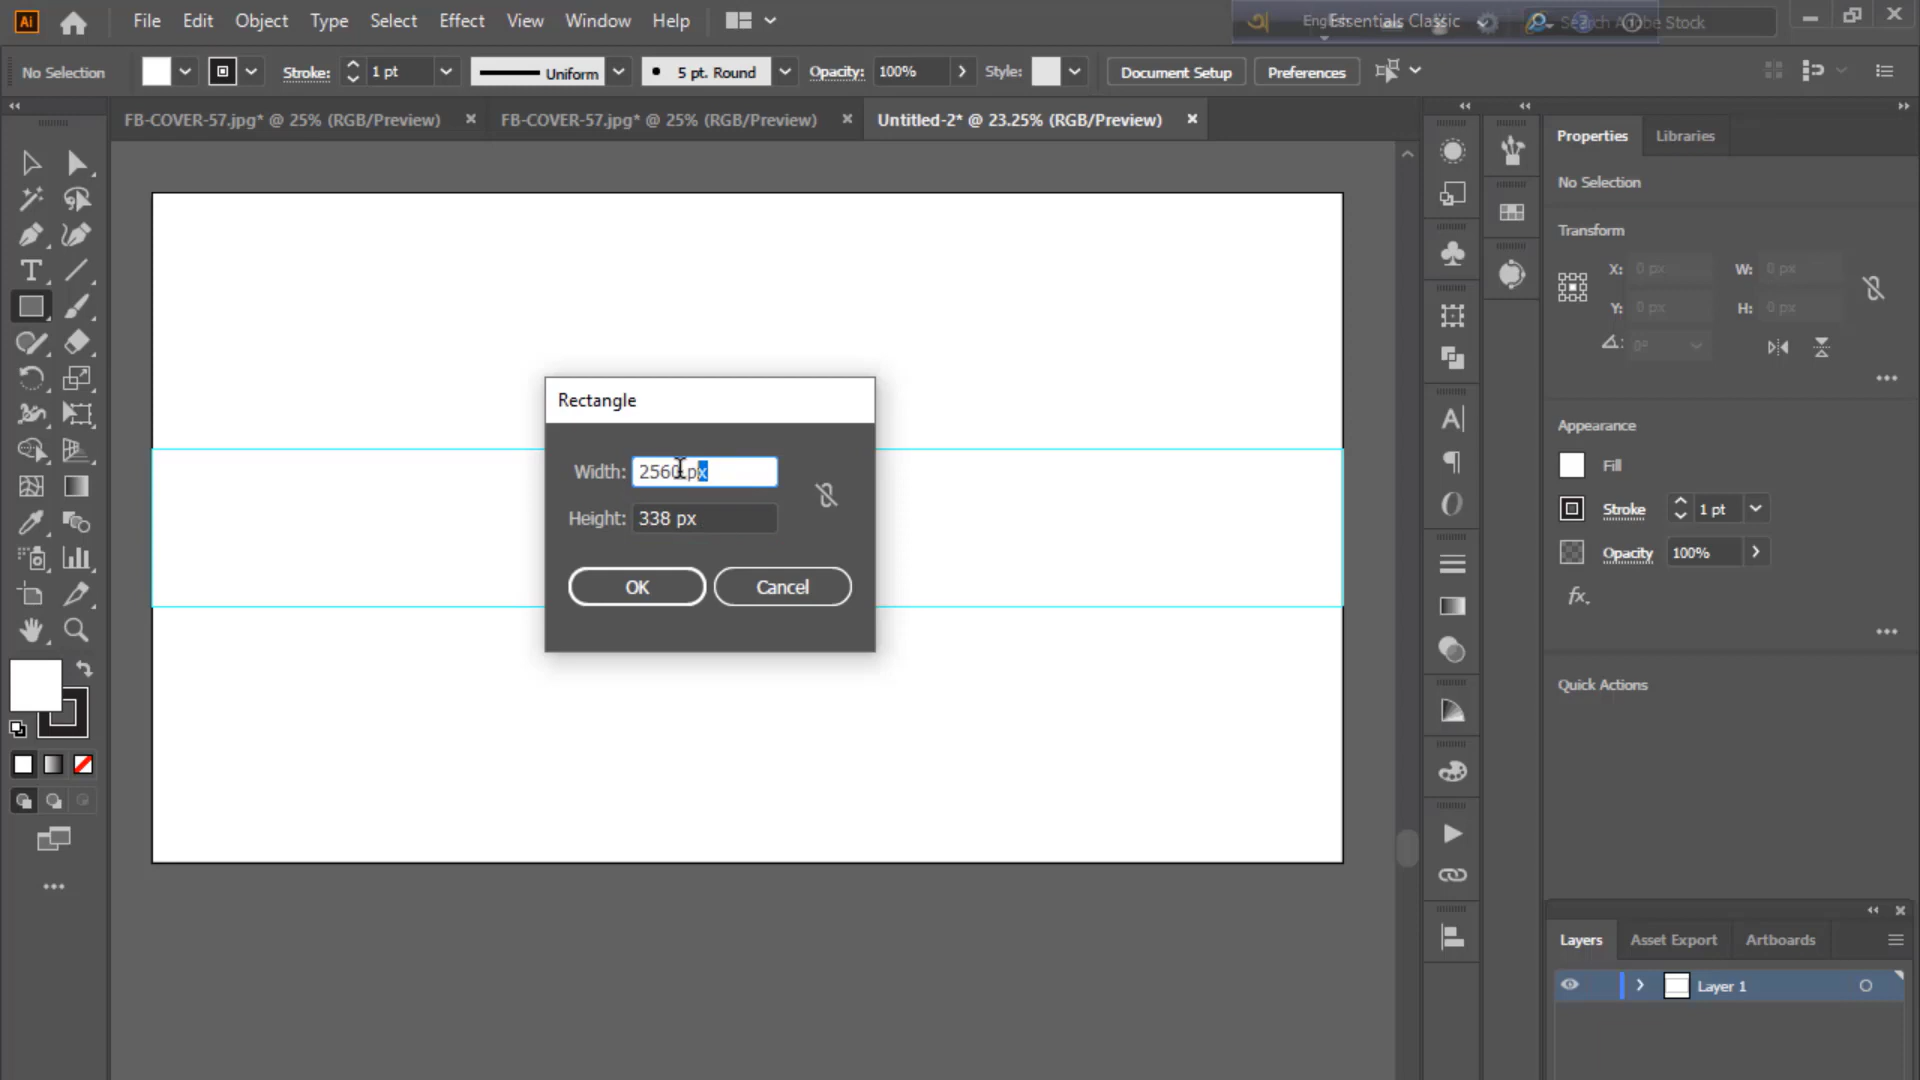 Ai File Edit Object Type Select Effect View Window Help English Essentials Classic Search Adobe Stock
No Selection Stroke: 1 pt Uniform 5 pt. Round Opacity: 100% Style: Document Setup Preferences
FB-COVER-57.jpg* @ 25% (RGB/Preview) × FB-COVER-57.jpg* @ 25% (RGB/Preview) × Untitled-2* @ 23.25% (RGB/Preview) ×
Properties Libraries
No Selection
Transform
X: 0 px W: 0 px
Y: 0 px H: 0 px
0°
Rectangle
Width: 2560 px
Height: 338 px
OK Cancel
Appearance
Fill
Stroke 1 pt
Opacity 100%
fx.
Quick Actions
Layers Asset Export Artboards
Layer 1